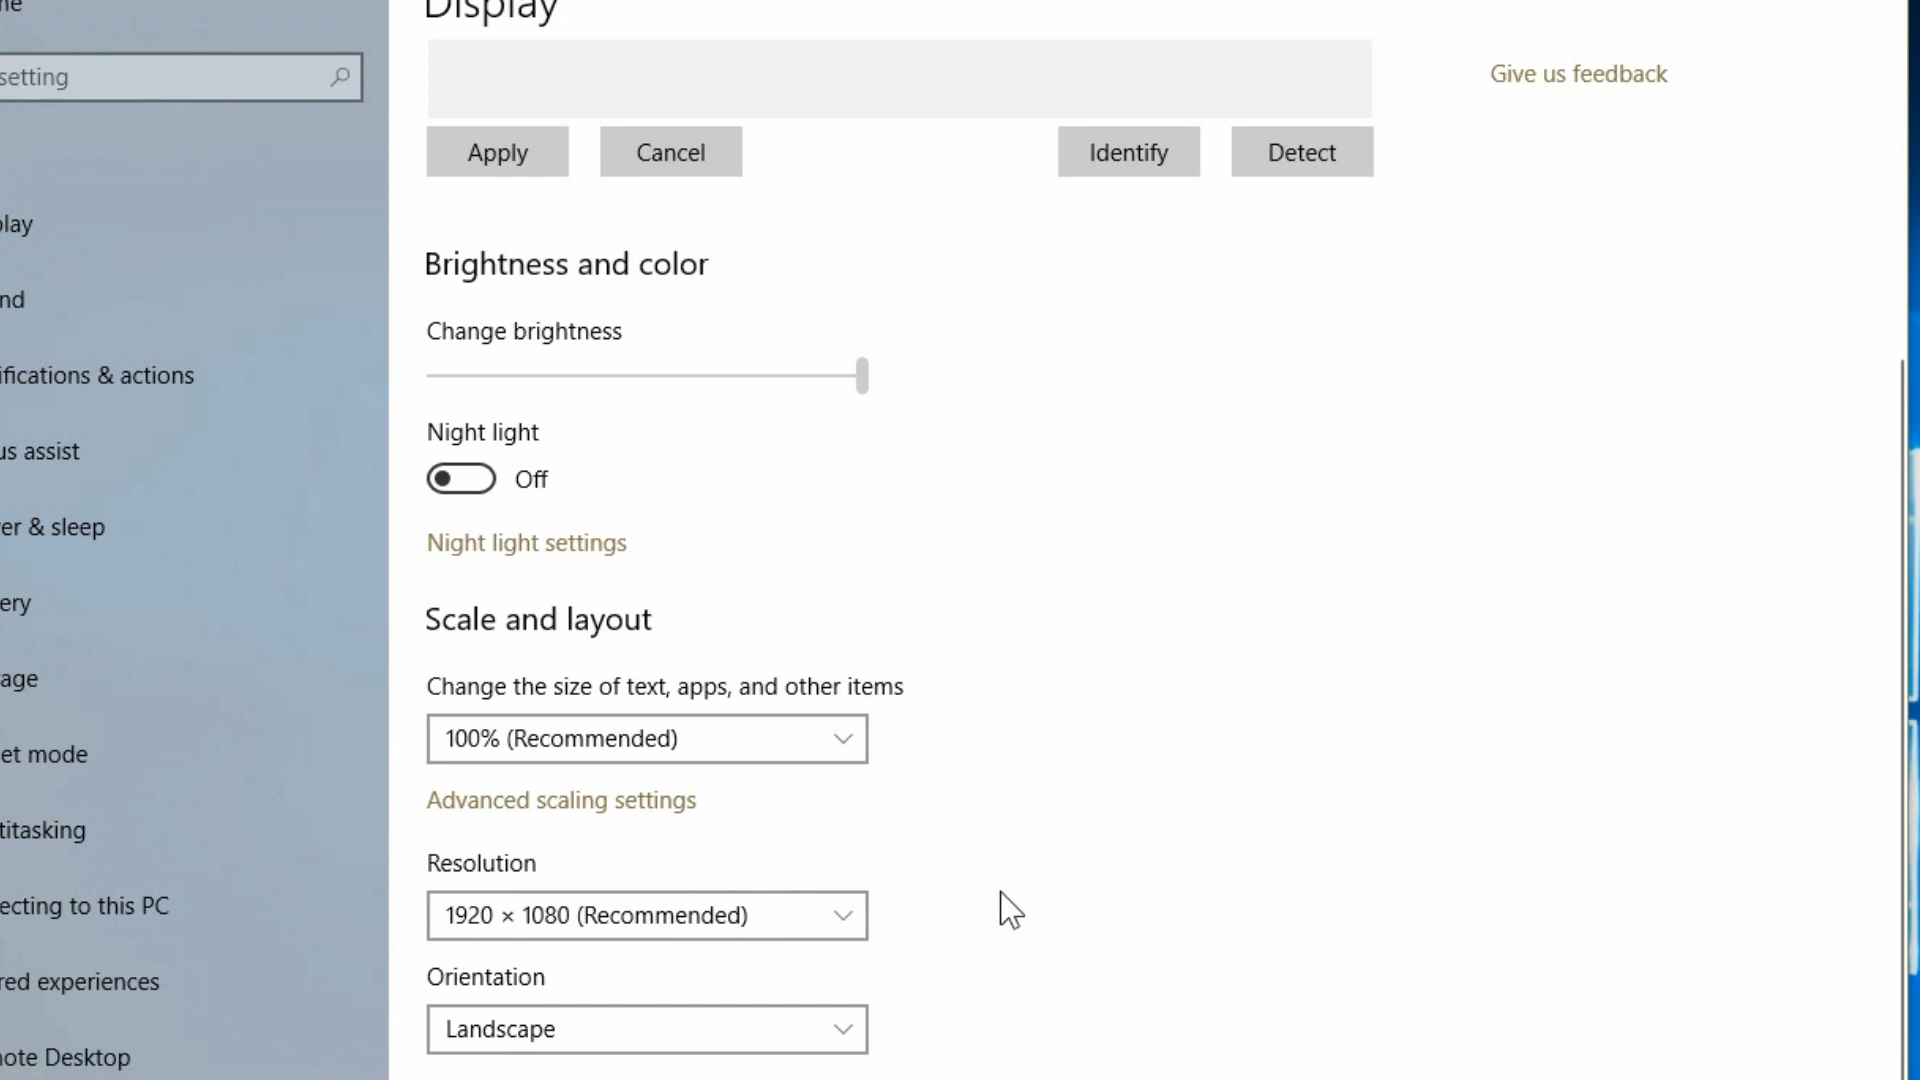 Display
setting
Give us feedback
Apply
Cancel
Identify
Detect
play
nd
Brightness and color
Change brightness
ifications & actions
Night light
us assist
Off
er & sleep
Night light settings
ery
Scale and layout
age
Change the size of text, apps, and other items
100% (Recommended)
et mode
Advanced scaling settings
titasking
Resolution
ecting to this PC
1920 × 1080 (Recommended)
Orientation
red experiences
Landscape
note Desktop